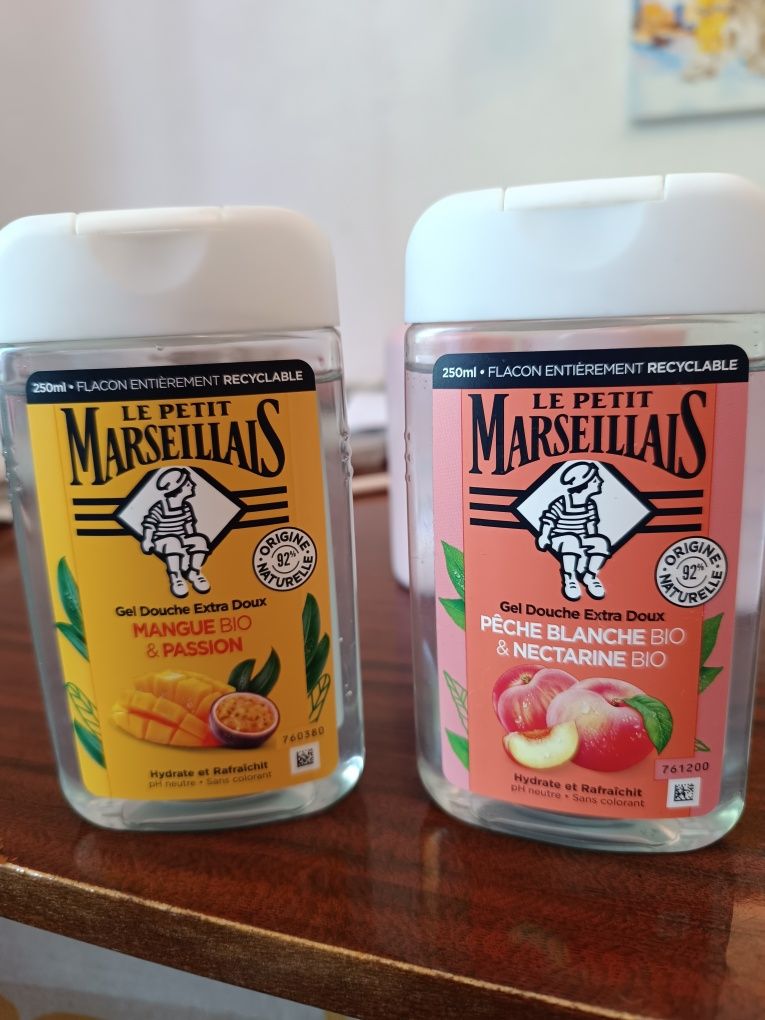 250ml • FLACON ENTIÈREMENT RECYCLABLE
LE PETIT
MARSEILLAIS
ORIGINE
92%
NATURELLE
Gel Douche Extra Doux
MANGUE BIO
& PASSION
760380
Hydrate et Rafraîchit
pH neutre • Sans colorant
250ml • FLACON ENTIÈREMENT RECYCLABLE
LE PETIT
MARSEILLAIS
ORIGINE
92%
NATURELLE
Gel Douche Extra Doux
PÊCHE BLANCHE BIO
& NECTARINE BIO
761200
Hydrate et Rafraîchit
pH neutre • Sans colorant